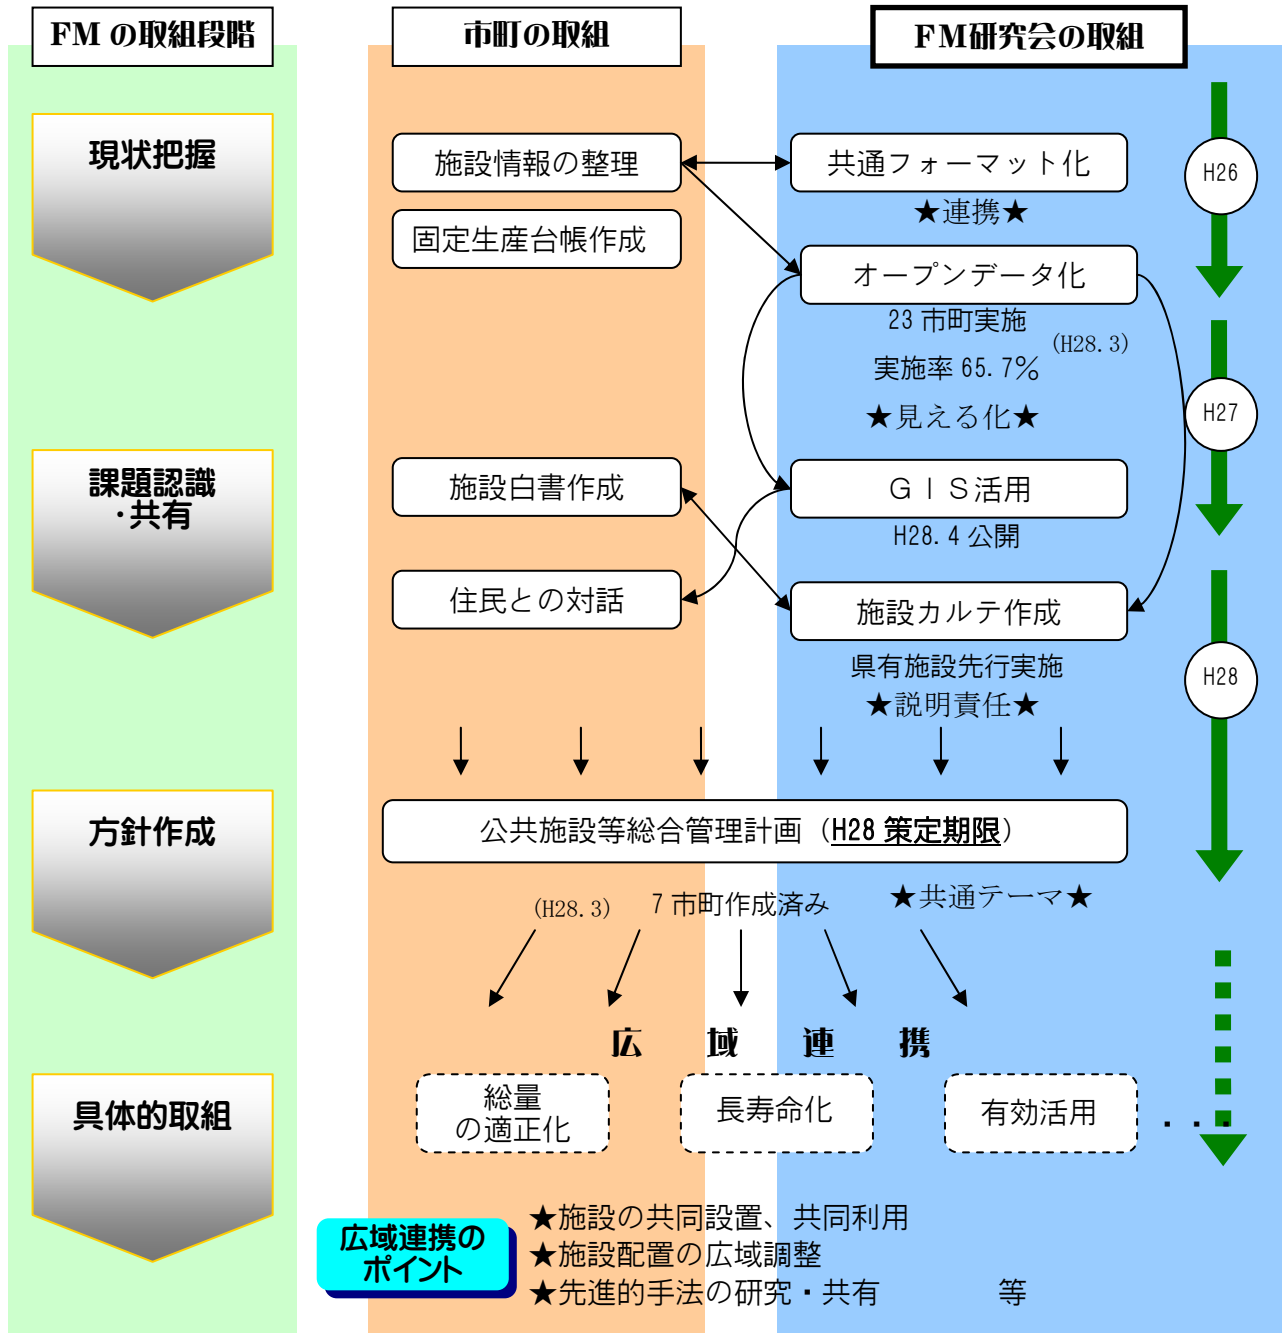 FMの取組段階
市町の取組
FM研究会の取組
現状把握
施設情報の整理
共通フォーマット化
H26
★連携★
固定生産台帳作成
オープンデータ化
23市町実施
(H28.3)
実施率65.7%
★見える化★
H27
課題認識
・共有
施設白書作成
GIS活用
H28.4公開
住民との対話
施設カルテ作成
県有施設先行実施
★説明責任★
H28
方針作成
公共施設等総合管理計画（H28策定期限）
(H28.3) 7市町作成済み
★共通テーマ★
広域連携
具体的取組
総量
の適正化
長寿命化
有効活用
・・・
広域連携の
ポイント
★施設の共同設置、共同利用
★施設配置の広域調整
★先進的手法の研究・共有 等